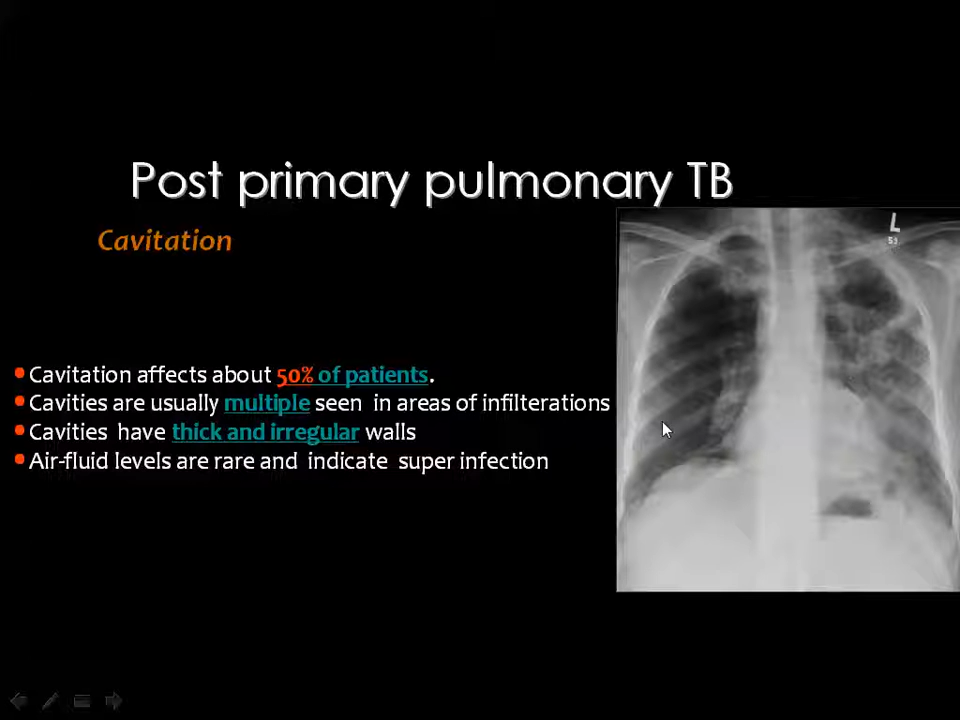 Post primary pulmonary TB
Cavitation
L
Cavitation affects about 50% of patients.
Cavities are usually multiple seen in areas of infilterations
Cavities have thick and irregular walls
Air-fluid levels are rare and indicate super infection